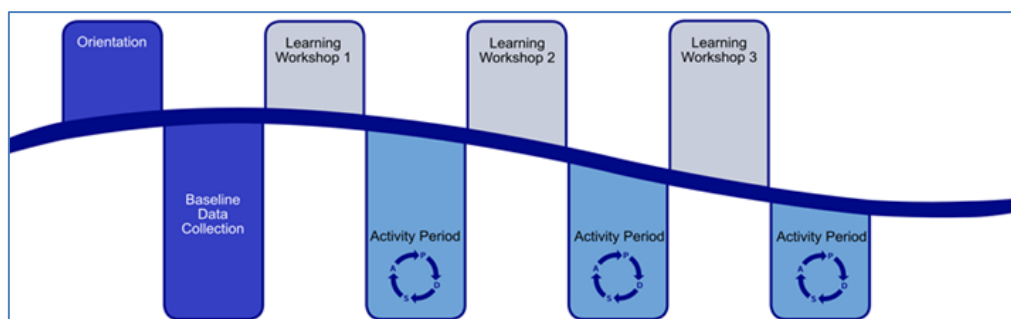 Orientation
Baseline
Data
Collection
Learning
Workshop 1
Activity Period
P
D
S
A
Learning
Workshop 2
Activity Period
P
D
S
A
Learning
Workshop 3
Activity Period
P
D
S
A